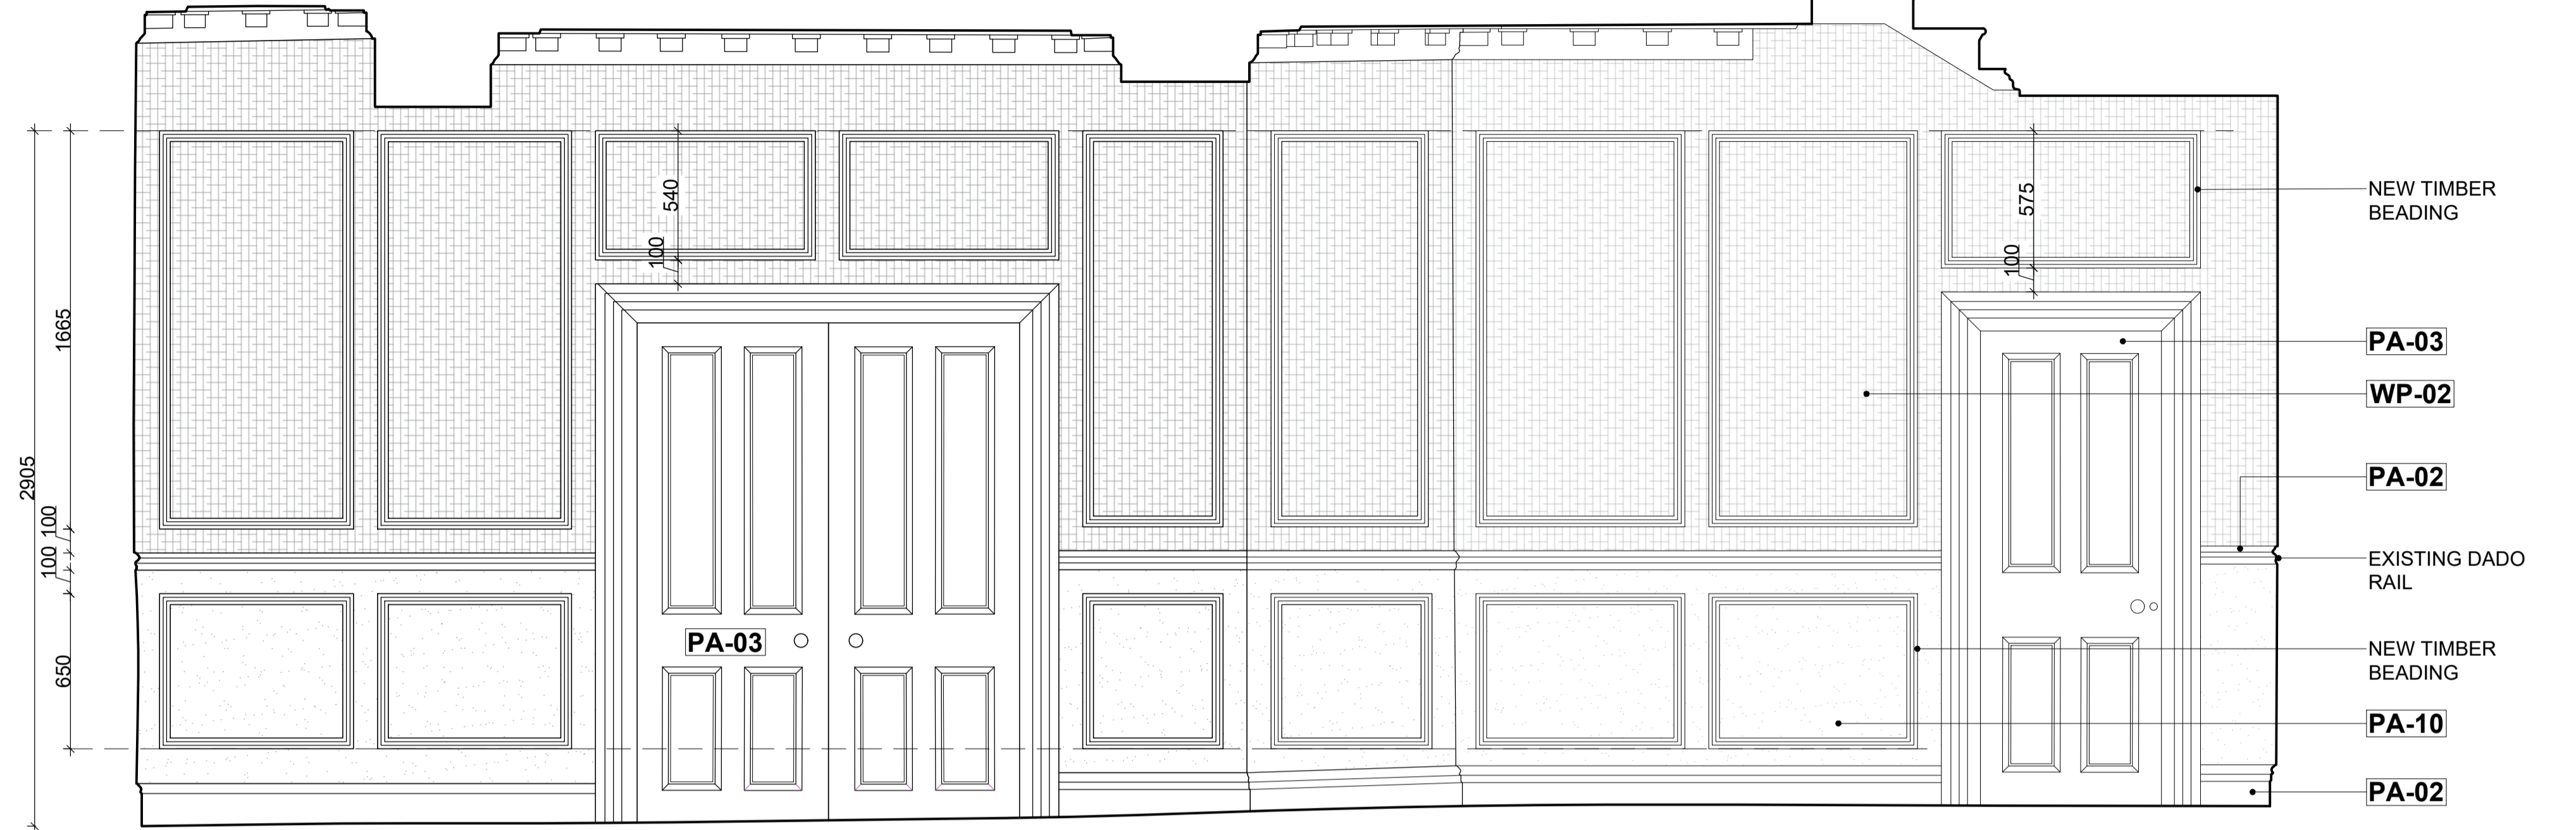 2905
1665
100
100
650
540
100
575
100
PA-03
NEW TIMBER
BEADING
PA-03
WP-02
PA-02
EXISTING DADO
RAIL
NEW TIMBER
BEADING
PA-10
PA-02